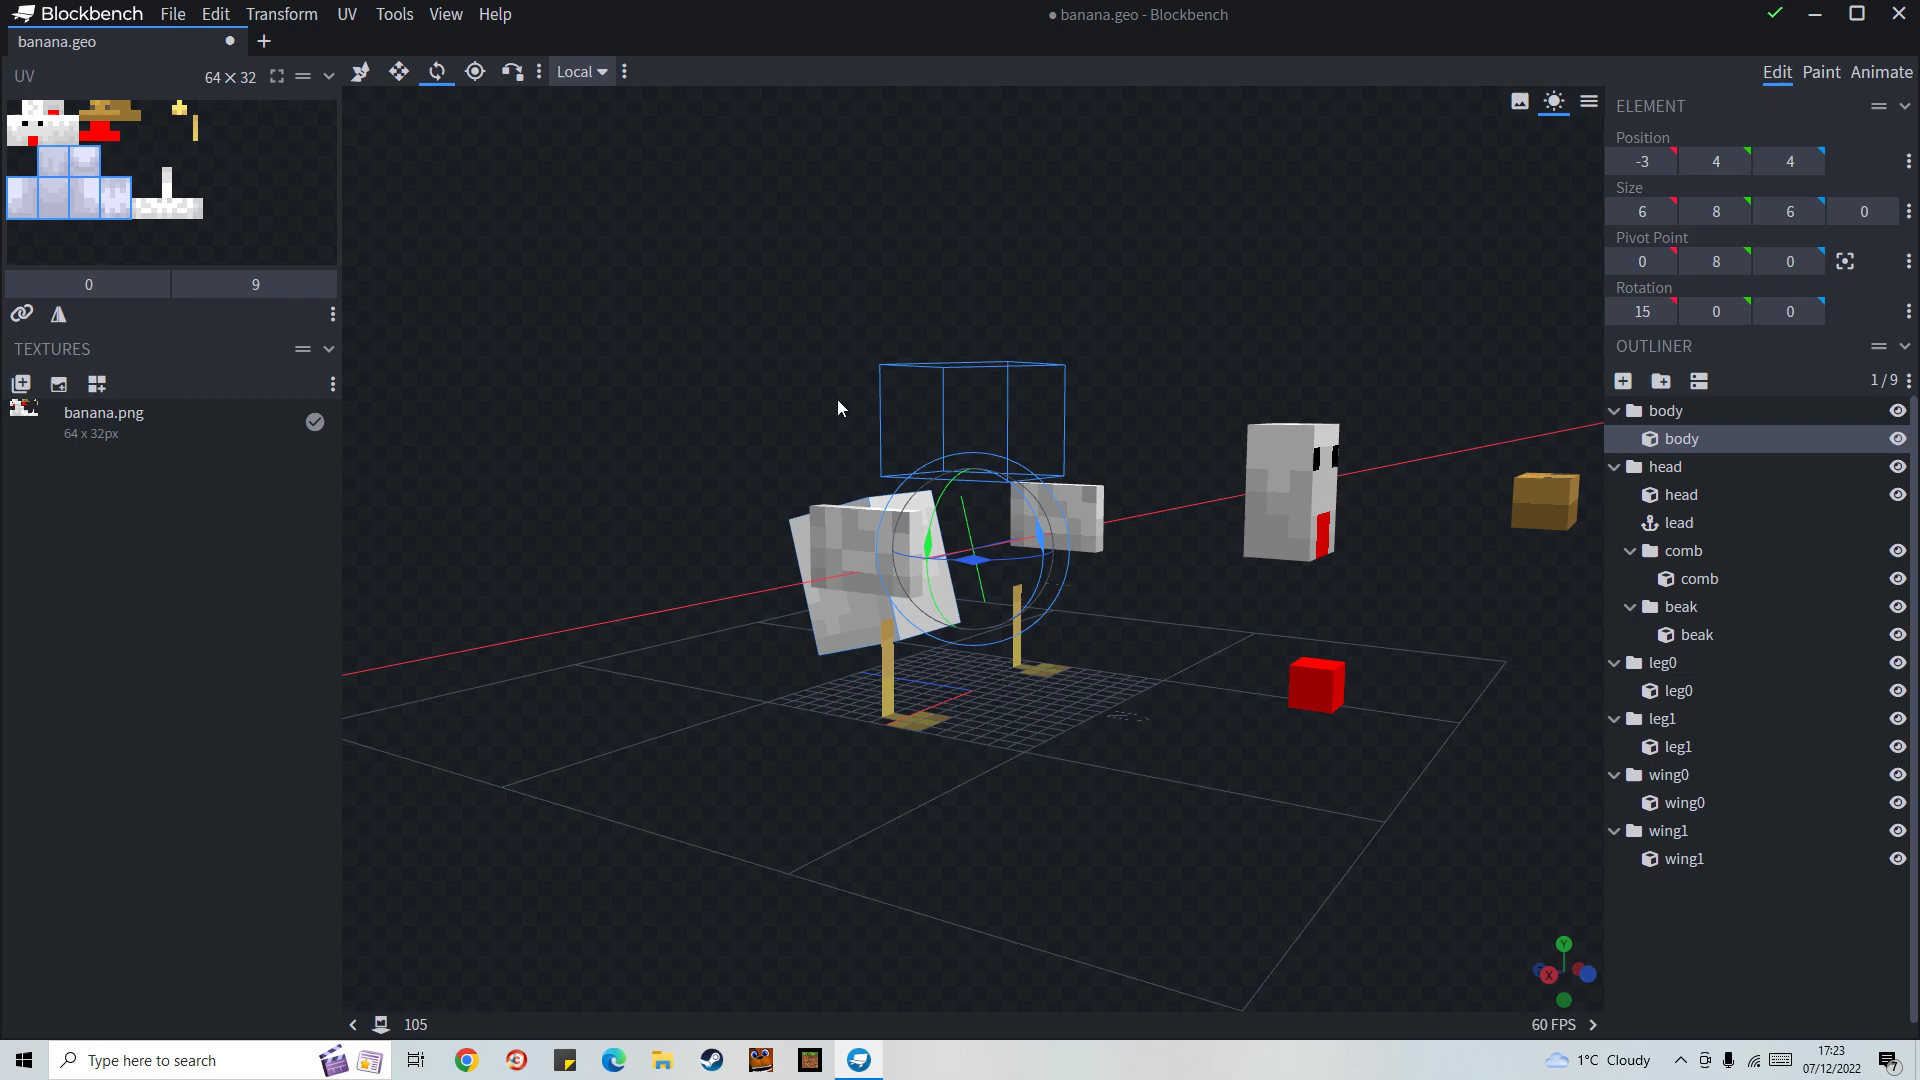 Blockbench File Edit Transform UV Tools View Help
● banana.geo - Blockbench
banana.geo
UV
64×32
Local
Edit Paint Animate
0 9
TEXTURES
banana.png
64 x 32px
ELEMENT
Position
-3 4 4
Size
6 8 6 0
Pivot Point
0 8 0
Rotation
15 0 0
OUTLINER
1 / 9
body
body
head
head
lead
comb
comb
beak
beak
leg0
leg0
leg1
leg1
wing0
wing0
wing1
wing1
Y
X
105
60 FPS
Type here to search
1°C Cloudy
17:23
07/12/2022
7